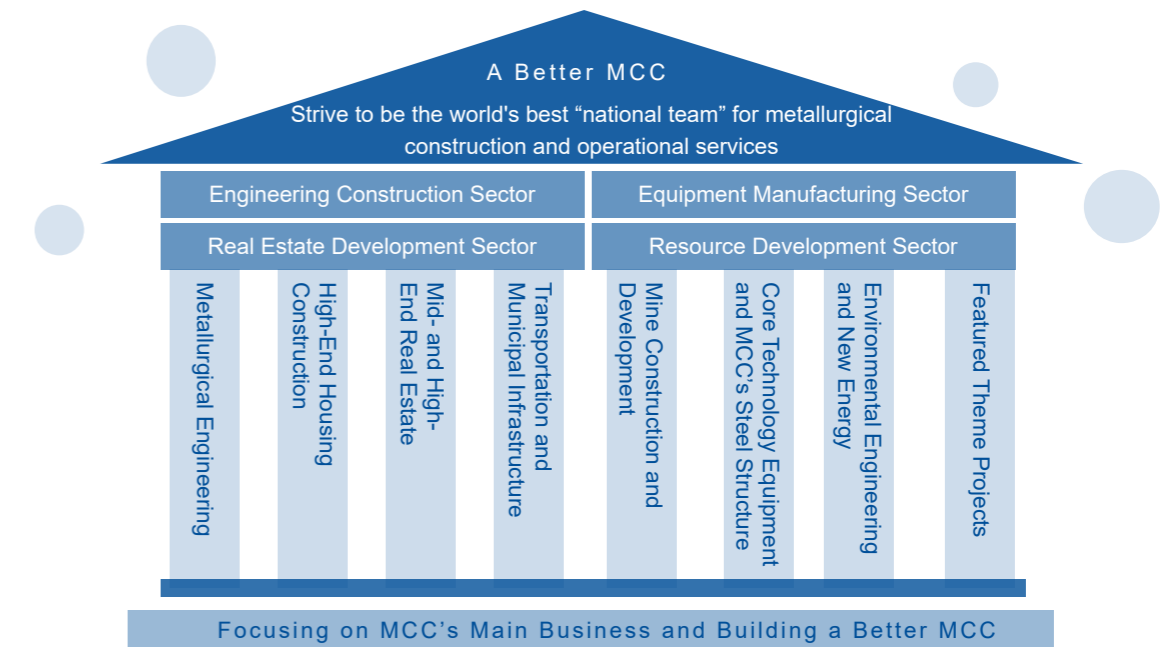 A Better MCC
Strive to be the world's best “national team” for metallurgical
construction and operational services
Engineering Construction Sector
Equipment Manufacturing Sector
Real Estate Development Sector
Resource Development Sector
Metallurgical Engineering
High-End Housing
Construction
Mid- and High-
End Real Estate
Transportation and
Municipal Infrastructure
Mine Construction and
Development
Core Technology Equipment
and MCC’s Steel Structure
Environmental Engineering
and New Energy
Featured Theme Projects
Focusing on MCC’s Main Business and Building a Better MCC